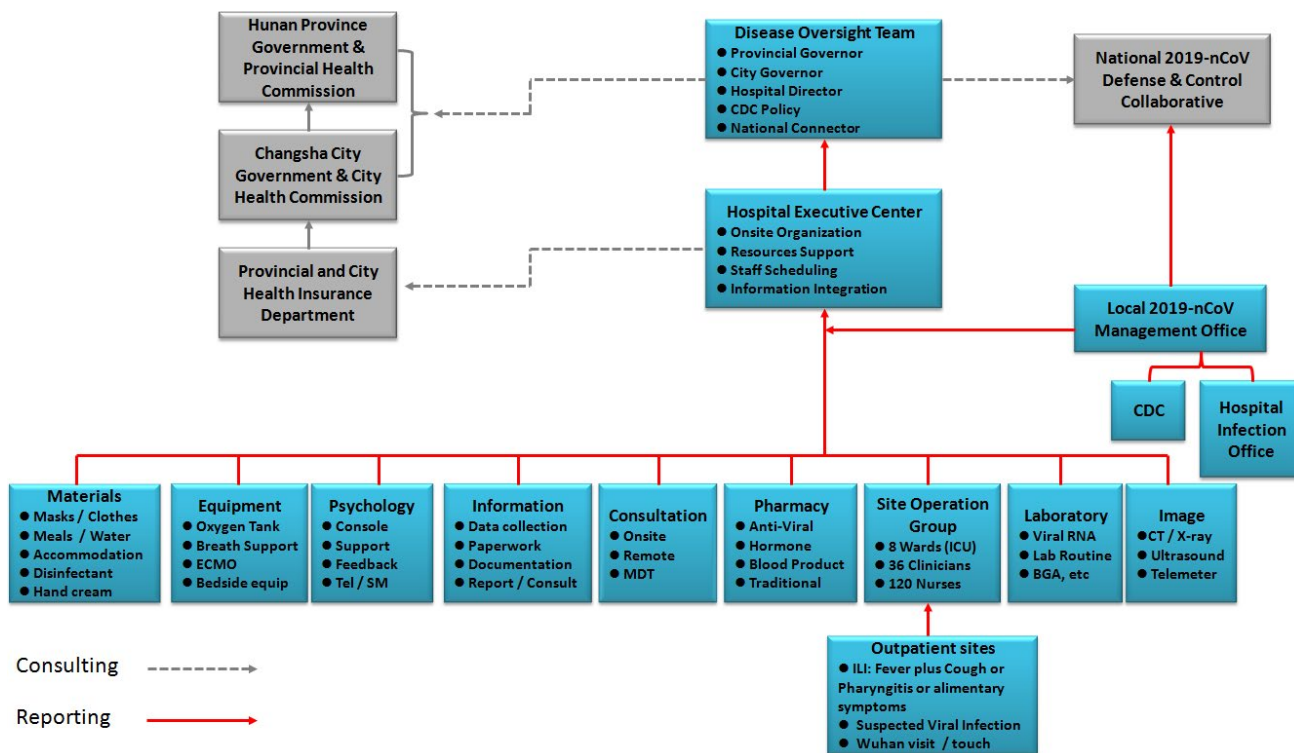 Hunan Province
Government &
Provincial Health
Commission
Changsha City
Government & City
Health Commission
Provincial and City
Health Insurance
Department
Disease Oversight Team
● Provincial Governor
● City Governor
● Hospital Director
● CDC Policy
● National Connector
National 2019-nCoV
Defense & Control
Collaborative
Hospital Executive Center
● Onsite Organization
● Resources Support
● Staff Scheduling
● Information Integration
Local 2019-nCoV
Management Office
CDC
Hospital
Infection
Office
Materials
● Masks / Clothes
● Meals / Water
● Accommodation
● Disinfectant
● Hand cream
Equipment
● Oxygen Tank
● Breath Support
● ECMO
● Bedside equip
Psychology
● Console
● Support
● Feedback
● Tel / SM
Information
● Data collection
● Paperwork
● Documentation
● Report / Consult
Consultation
● Onsite
● Remote
● MDT
Pharmacy
● Anti-Viral
● Hormone
● Blood Product
● Traditional
Site Operation
Group
● 8 Wards (ICU)
● 36 Clinicians
● 120 Nurses
Laboratory
● Viral RNA
● Lab Routine
● BGA, etc
Image
● CT / X-ray
● Ultrasound
● Telemeter
Outpatient sites
● ILI: Fever plus Cough or
Pharyngitis or alimentary
symptoms
● Suspected Viral Infection
● Wuhan visit / touch
Consulting
Reporting